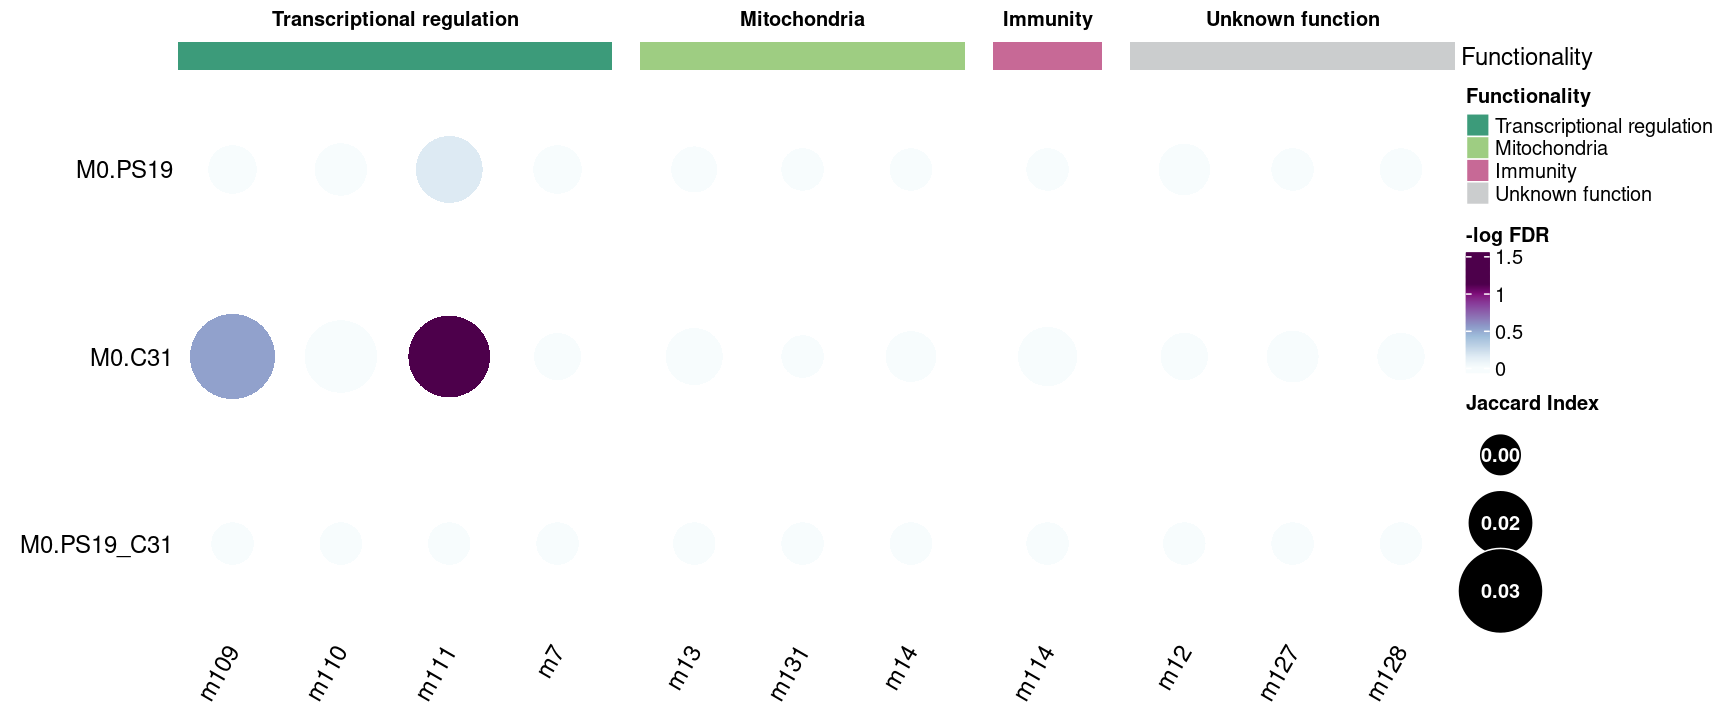 Transcriptional regulation Mitochondria Immunity Unknown function
Functionality
Functionality
Transcriptional regulation
Mitochondria
Immunity
Unknown function
-log FDR
1.5
1
0.5
0
Jaccard Index
0.00
0.02
0.03
M0.PS19
M0.C31
M0.PS19_C31
m109 m110 m111 m7 m13 m131 m14 m114 m12 m127 m128